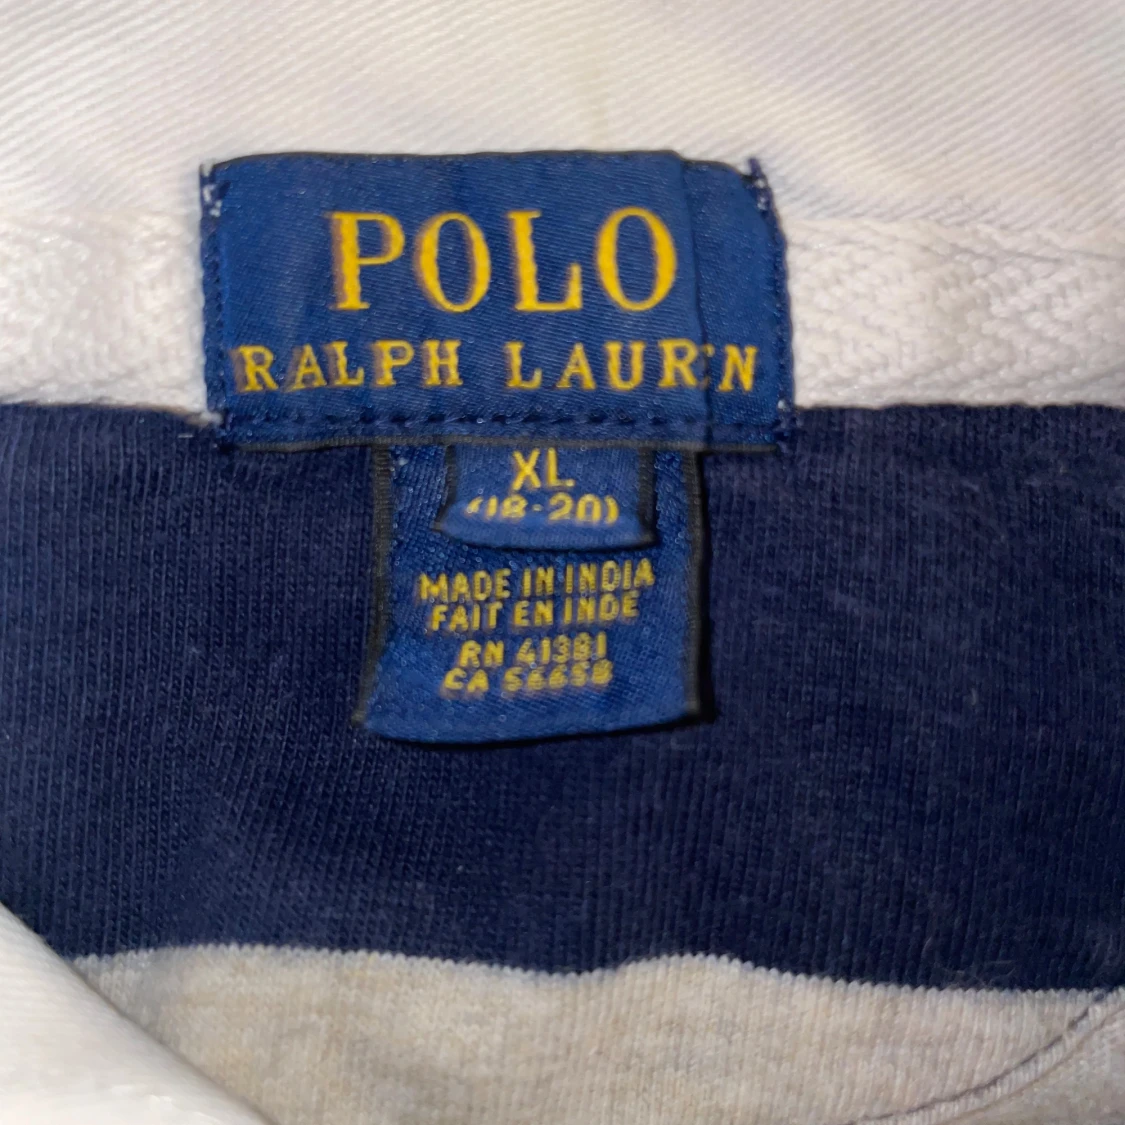 POLO
RALPH LAUREN
XL
(18-20)
MADE IN INDIA
FAIT EN INDE
RN 41381
CA 56658